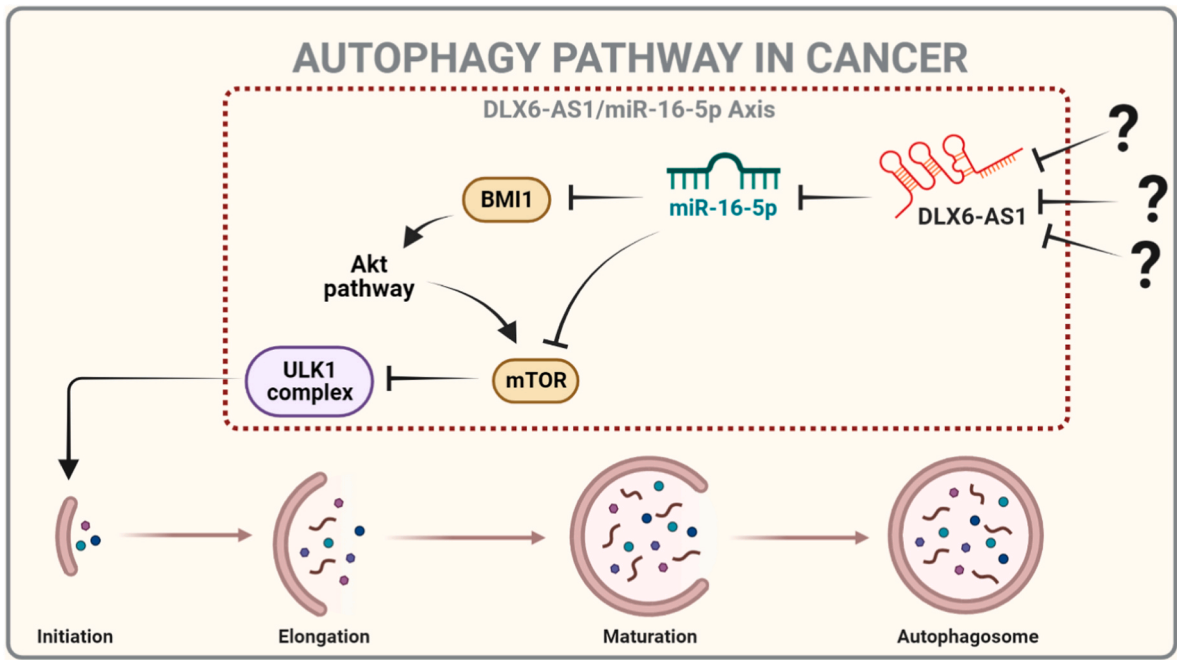 AUTOPHAGY PATHWAY IN CANCER
DLX6-AS1/miR-16-5p Axis
?
?
?
BMI1
miR-16-5p
DLX6-AS1
Akt
pathway
ULK1
complex
mTOR
Initiation
Elongation
Maturation
Autophagosome